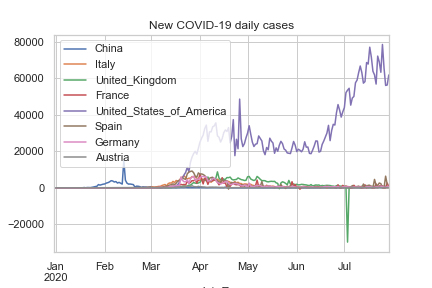 New COVID-19 daily cases
80000
60000
40000
20000
0
−20000
China
Italy
United_Kingdom
France
United_States_of_America
Spain
Germany
Austria
Jan Feb Mar Apr May Jun Jul
2020